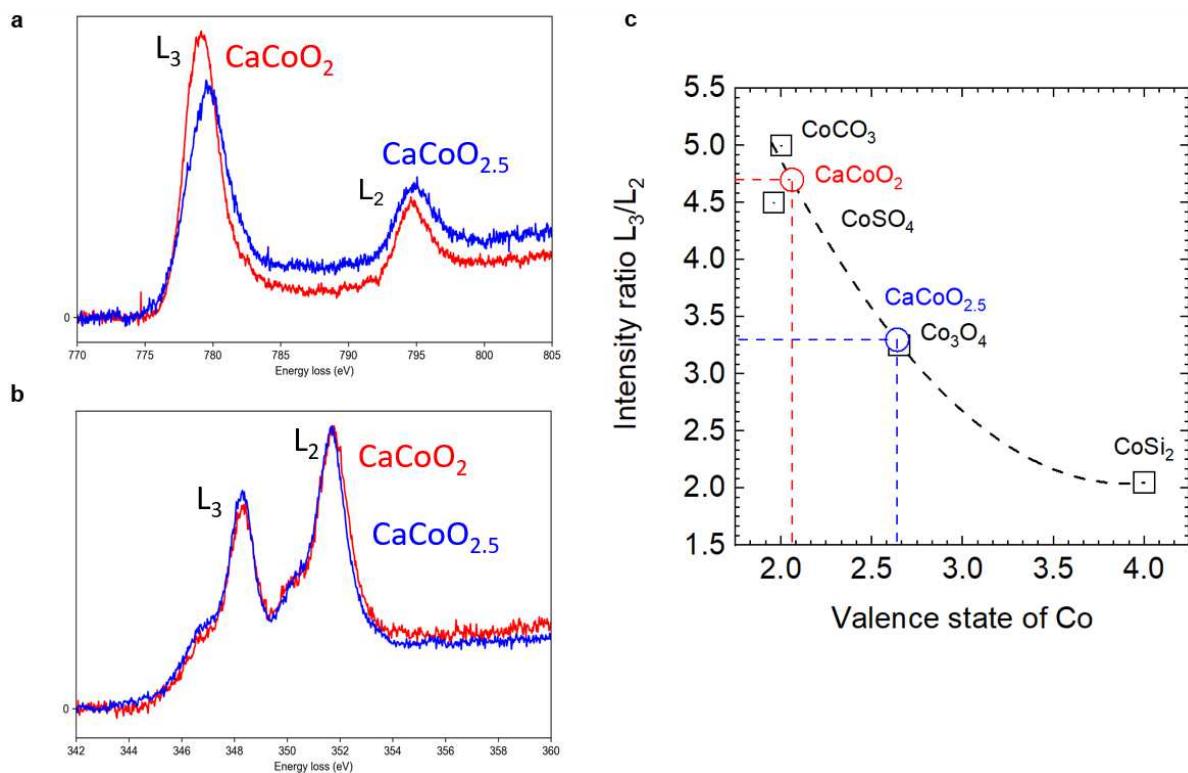 a
L₃
CaCoO₂
CaCoO₂.₅
L₂
0
770 775 780 785 790 795 800 805
Energy loss (eV)
b
L₂
CaCoO₂
L₃
CaCoO₂.₅
0
342 344 346 348 350 352 354 356 358 360
Energy loss (eV)
c
5.5
5.0
4.5
4.0
3.5
3.0
2.5
2.0
1.5
Intensity ratio L₃/L₂
CoCO₃
CaCoO₂
CoSO₄
CaCoO₂.₅
Co₃O₄
CoSi₂
2.0 2.5 3.0 3.5 4.0
Valence state of Co